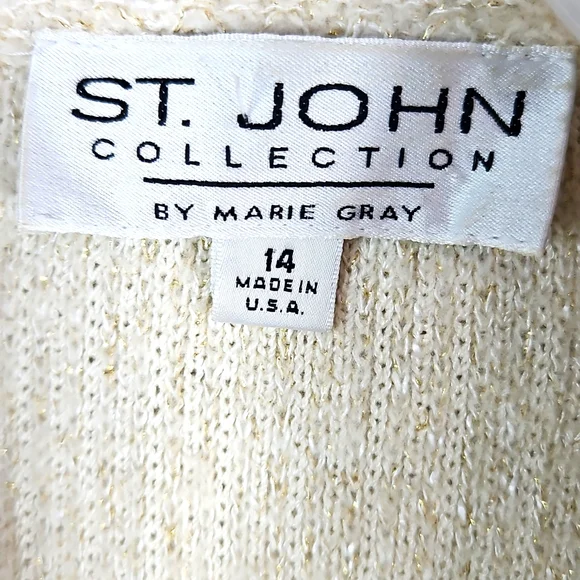 ST. JOHN
COLLECTION
BY MARIE GRAY
14
MADE IN
U.S.A.